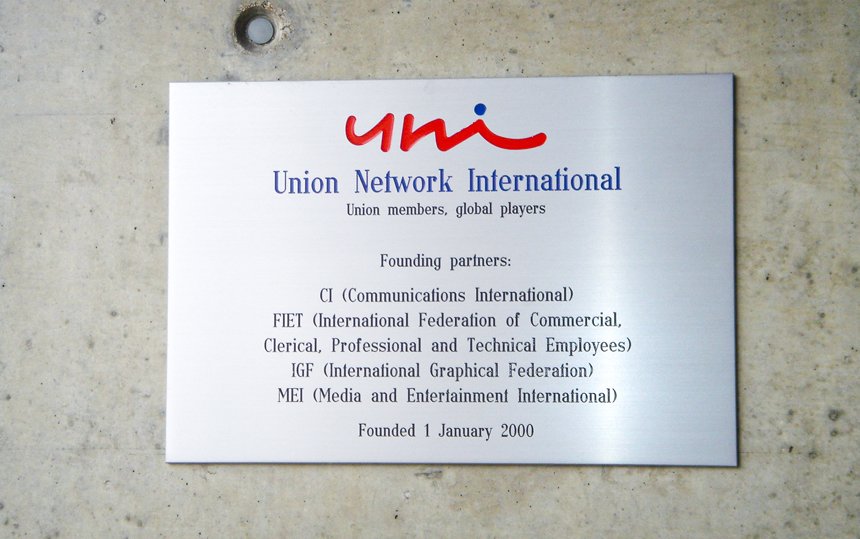 uni
Union Network International
Union members, global players
Founding partners:
CI (Communications International)
FIET (International Federation of Commercial,
Clerical, Professional and Technical Employees)
IGF (International Graphical Federation)
MEI (Media and Entertainment International)
Founded 1 January 2000